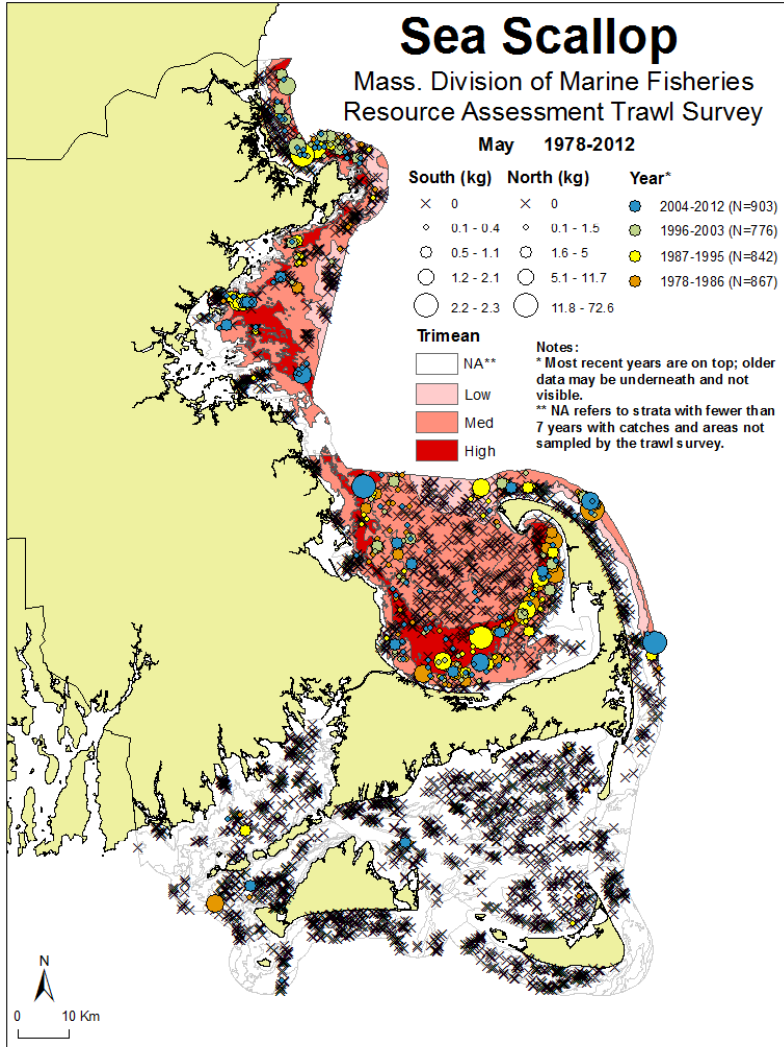 Sea Scallop
Mass. Division of Marine Fisheries
Resource Assessment Trawl Survey
May 1978-2012
South (kg) North (kg) Year*
0 0 2004-2012 (N=903)
0.1 - 0.4 0.1 - 1.5 1996-2003 (N=776)
0.5 - 1.1 1.6 - 5 1987-1995 (N=842)
1.2 - 2.1 5.1 - 11.7 1978-1986 (N=867)
2.2 - 2.3 11.8 - 72.6
Trimean
NA**
Low
Med
High
Notes:
* Most recent years are on top; older
data may be underneath and not
visible.
** NA refers to strata with fewer than
7 years with catches and areas not
sampled by the trawl survey.
N
0 10 Km